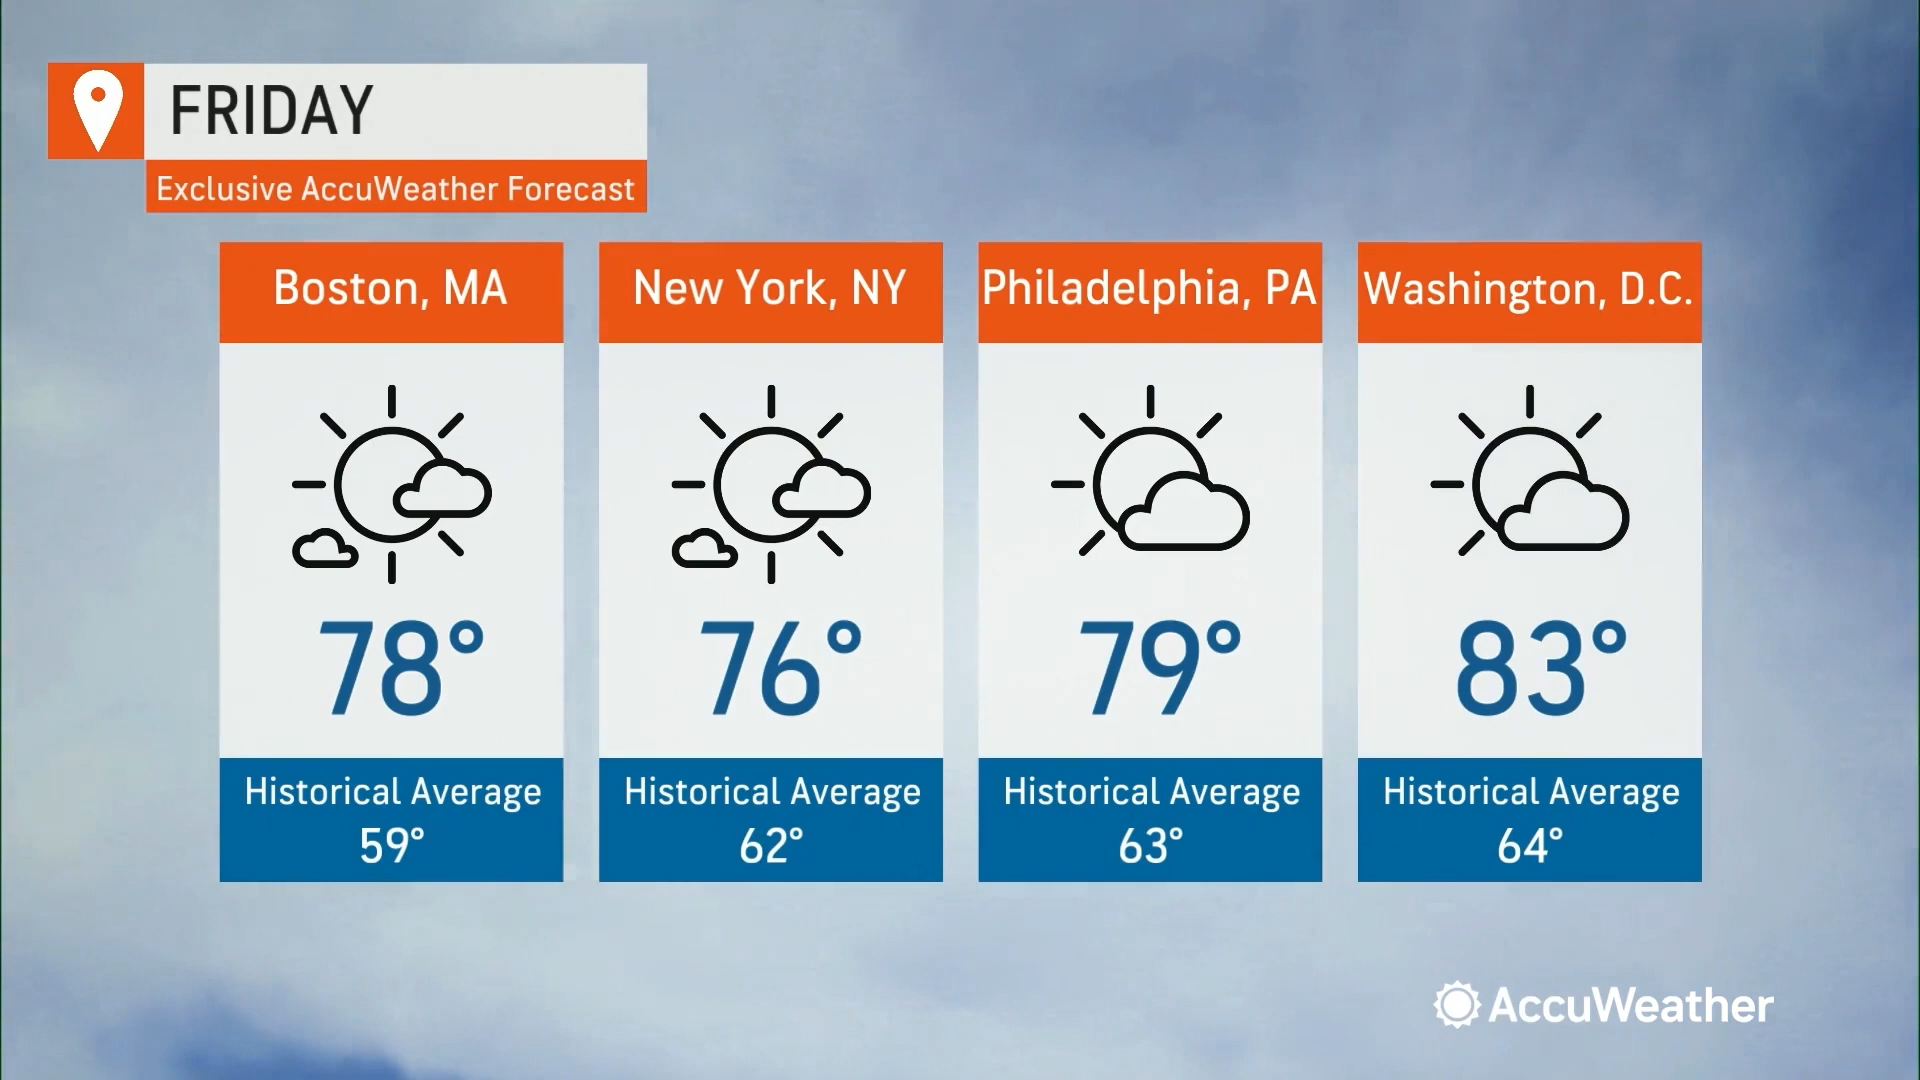 FRIDAY
Exclusive AccuWeather Forecast
Boston, MA
78°
Historical Average
59°
New York, NY
76°
Historical Average
62°
Philadelphia, PA
79°
Historical Average
63°
Washington, D.C.
83°
Historical Average
64°
AccuWeather